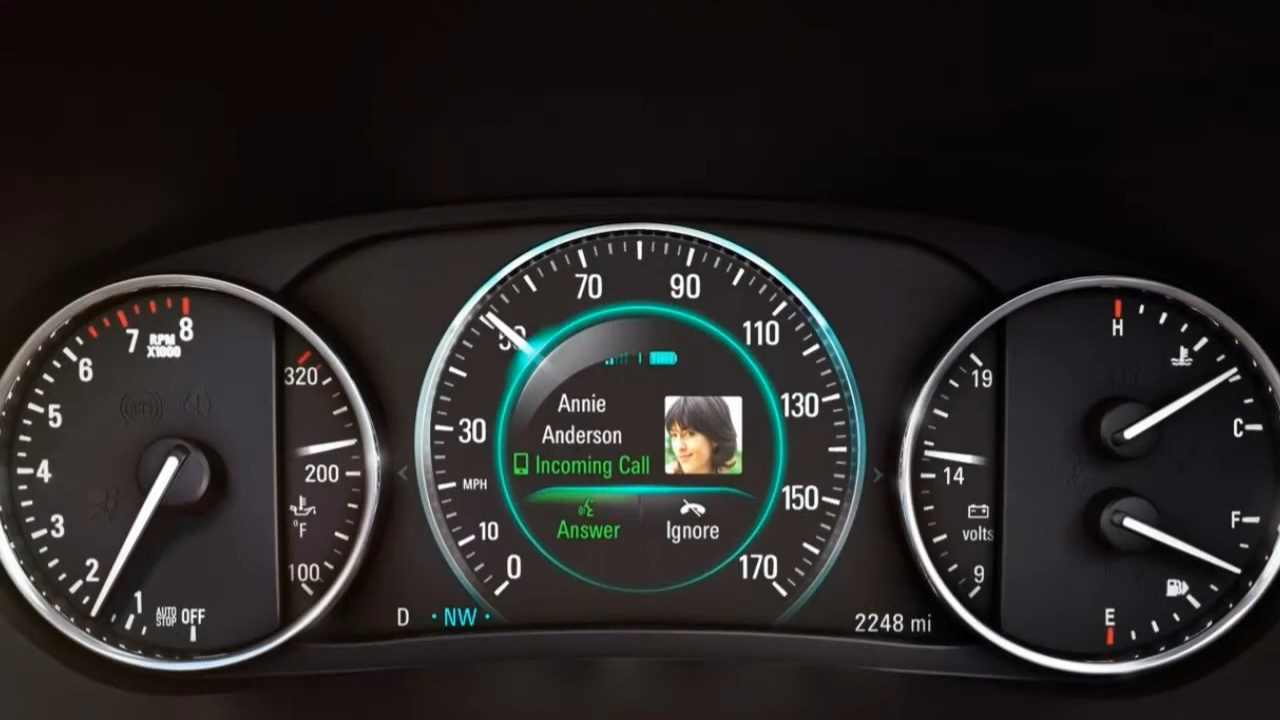 8
7
RPM
X1000
6
5
4
3
2
1
AUTO
STOP
OFF
320
200
°F
100
70
90
50
110
30
130
MPH
150
10
0
170
Annie
Anderson
Incoming Call
Answer
Ignore
D
NW
2248 mi
19
14
volts
9
H
C
F
E